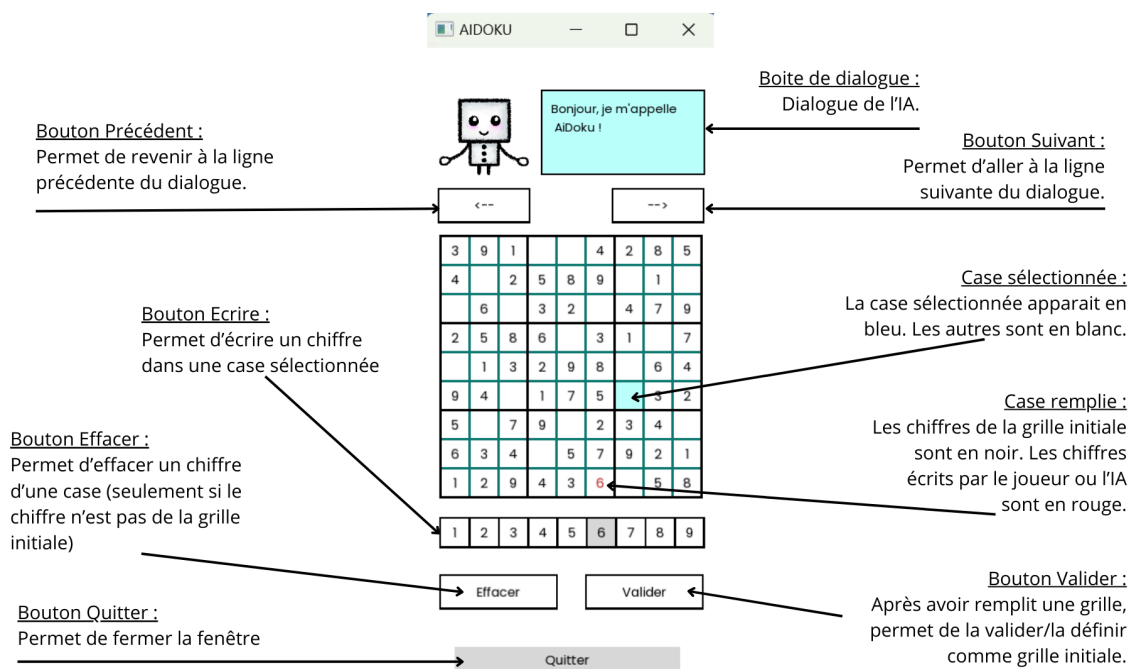 AIDOKU
Boite de dialogue :
Dialogue de l'IA.
Bonjour, je m'appelle
AiDoku !
Bouton Précédent :
Permet de revenir à la ligne
précédente du dialogue.
Bouton Suivant :
Permet d'aller à la ligne
suivante du dialogue.
<--
-->
3 9 1 4 2 8 5
4 2 5 8 9 1
6 3 2 4 7 9
2 5 8 6 3 1 7
1 3 2 9 8 6 4
9 4 1 7 5 3 2
5 7 9 2 3 4
6 3 4 5 7 9 2 1
1 2 9 4 3 6 5 8
Case sélectionnée :
La case sélectionnée apparait en
bleu. Les autres sont en blanc.
Bouton Ecrire :
Permet d'écrire un chiffre
dans une case sélectionnée
Case remplie :
Les chiffres de la grille initiale
sont en noir. Les chiffres
écrits par le joueur ou l'IA
sont en rouge.
Bouton Effacer :
Permet d'effacer un chiffre
d'une case (seulement si le
chiffre n'est pas de la grille
initiale)
1 2 3 4 5 6 7 8 9
Effacer
Valider
Bouton Valider :
Après avoir remplit une grille,
permet de la valider/la définir
comme grille initiale.
Bouton Quitter :
Permet de fermer la fenêtre
Quitter